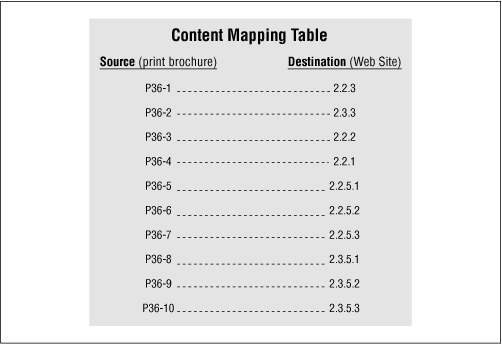 Content Mapping Table
Source (print brochure) Destination (Web Site)
P36-1 2.2.3
P36-2 2.3.3
P36-3 2.2.2
P36-4 2.2.1
P36-5 2.2.5.1
P36-6 2.2.5.2
P36-7 2.2.5.3
P36-8 2.3.5.1
P36-9 2.3.5.2
P36-10 2.3.5.3